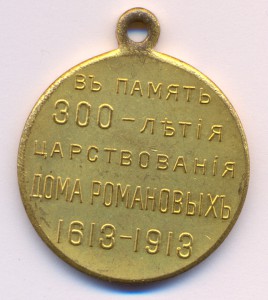 ВЪ ПАМЯТЬ
300-ЛѢТІЯ
ЦАРСТВОВАНІЯ
ДОМА РОМАНОВЫХЪ
1613-1913